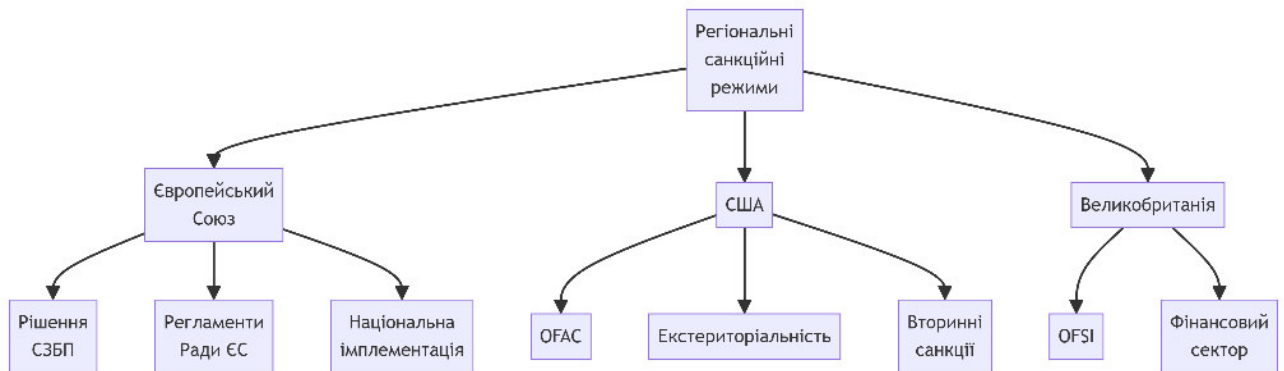 Регіональні
санкційні
режими
Європейський
Союз
США
Великобританія
Рішення
СЗБП
Регламенти
Ради ЄС
Національна
імплементація
OFAC
Екстериторіальність
Вторинні
санкції
OFSI
Фінансовий
сектор